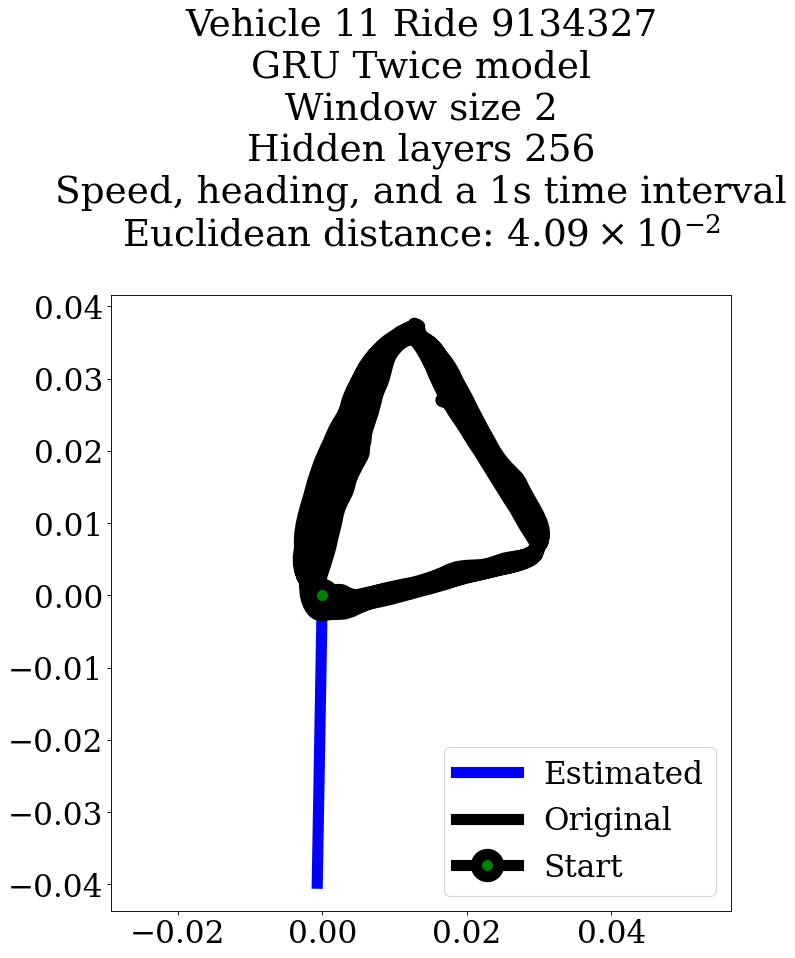 Vehicle 11 Ride 9134327
GRU Twice model
Window size 2
Hidden layers 256
Speed, heading, and a 1s time interval
Euclidean distance: 4.09 × 10⁻²
0.04
0.03
0.02
0.01
0.00
−0.01
−0.02
−0.03
−0.04
Estimated
Original
Start
−0.02 0.00 0.02 0.04